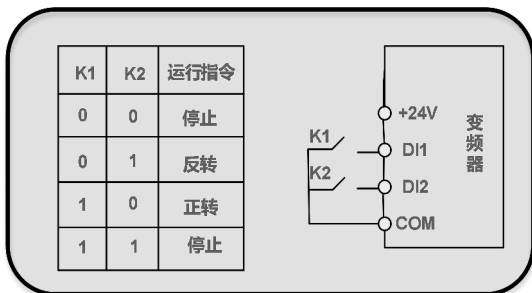 K1 K2 运行指令
0 0 停止
0 1 反转
1 0 正转
1 1 停止
K1
K2
+24V
DI1
DI2
COM
变频器